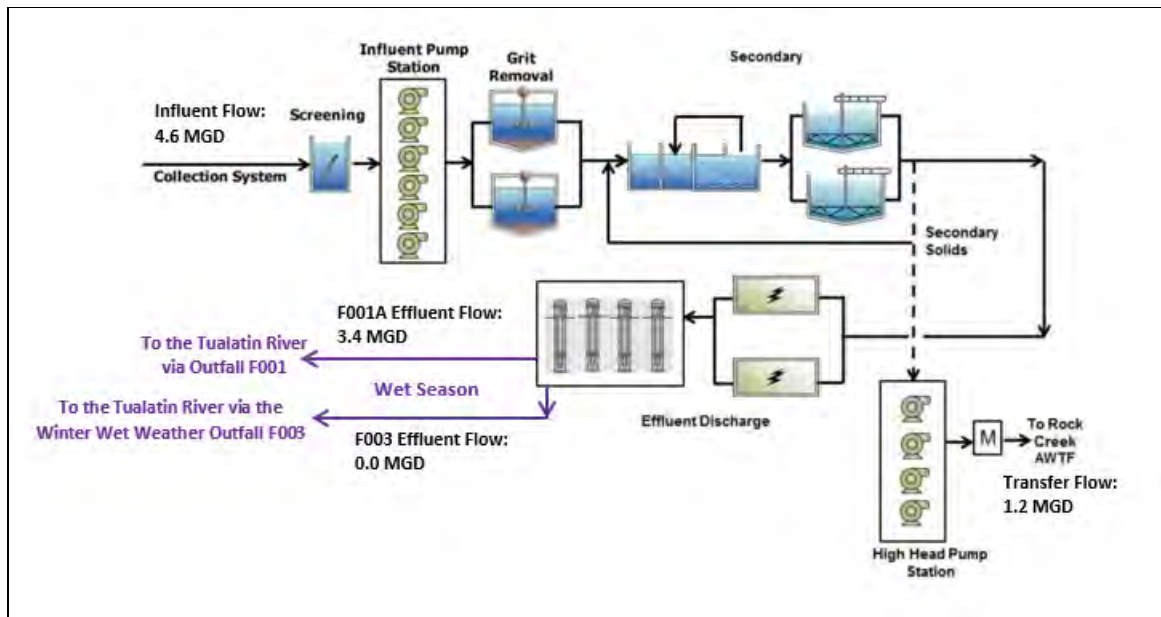 Influent Pump
Station
Grit
Removal
Secondary
Influent Flow:
4.6 MGD
Screening
Collection System
Secondary
Solids
F001A Effluent Flow:
3.4 MGD
To the Tualatin River
via Outfall F001
Wet Season
To the Tualatin River via the
Winter Wet Weather Outfall F003
F003 Effluent Flow:
0.0 MGD
Effluent Discharge
M
To Rock
Creek
AWTF
Transfer Flow:
1.2 MGD
High Head Pump
Station